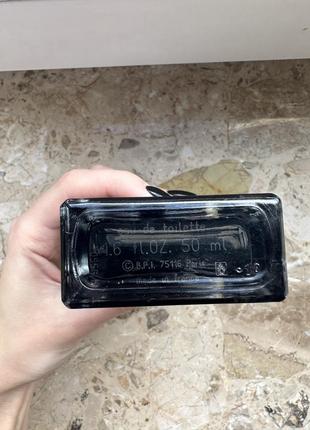 eau de toilette
1.6 fl.oz. 50 ml
©B.P.I. 75116 Paris
made in France